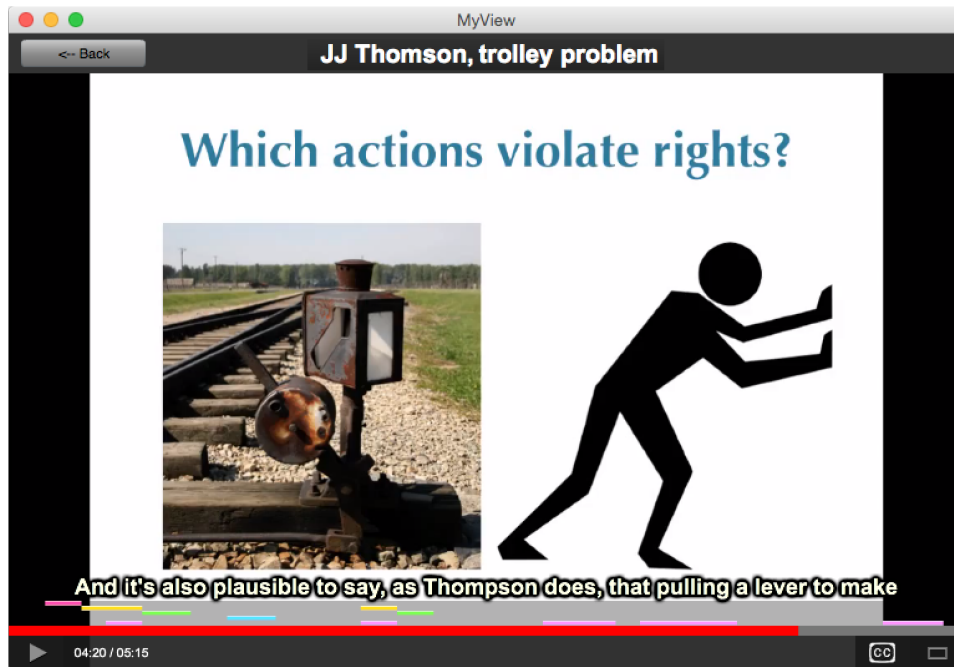 MyView
<-- Back
JJ Thomson, trolley problem
Which actions violate rights?
And it's also plausible to say, as Thompson does, that pulling a lever to make
04:20 / 05:15
CC